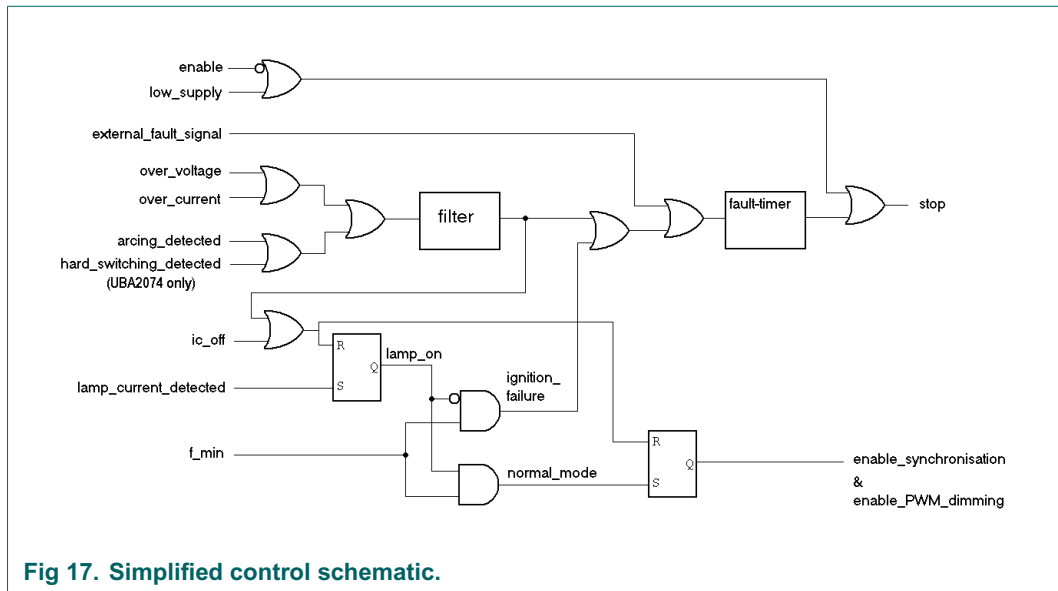 enable
low_supply
external_fault_signal
over_voltage
over_current
filter
fault-timer
stop
arcing_detected
hard_switching_detected
(UBA2074 only)
ic_off
R
Q
S
lamp_on
lamp_current_detected
ignition_
failure
f_min
normal_mode
R
Q
S
enable_synchronisation
&
enable_PWM_dimming
Fig 17. Simplified control schematic.